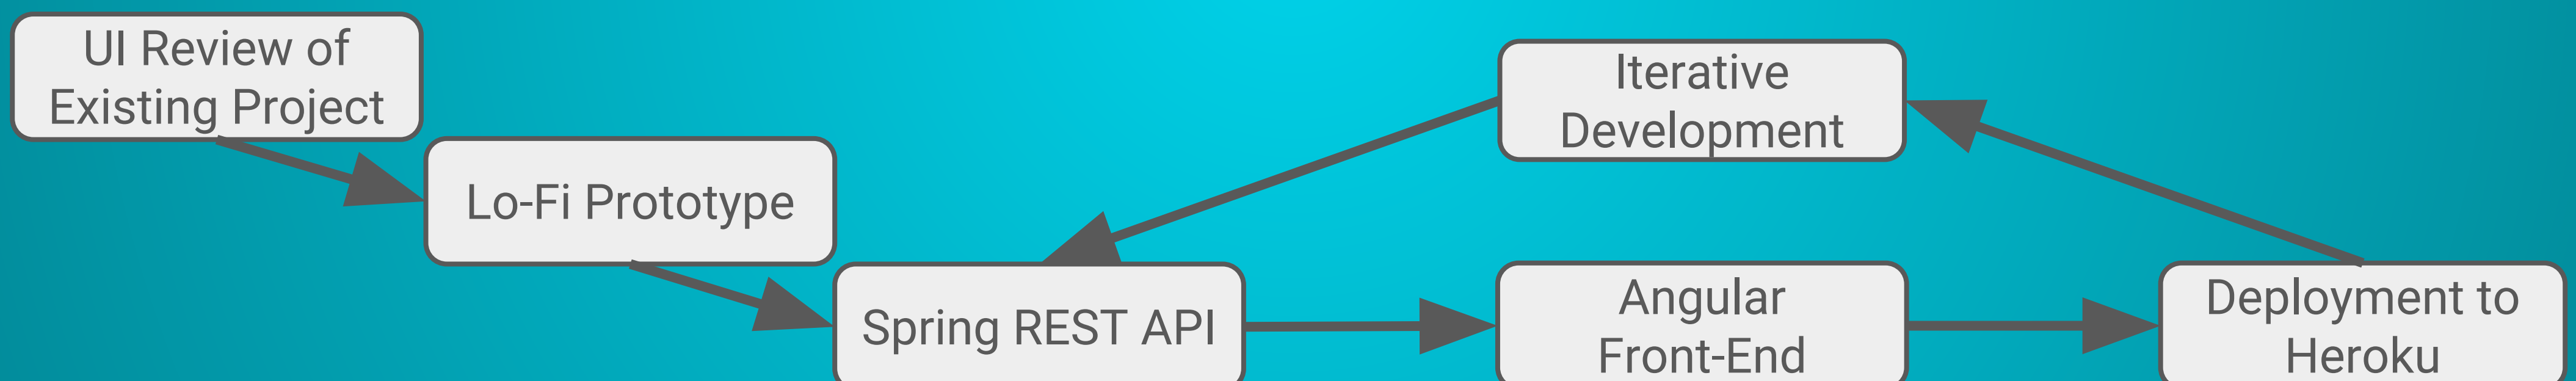 UI Review of
Existing Project
Lo-Fi Prototype
Spring REST API
Angular
Front-End
Deployment to
Heroku
Iterative
Development